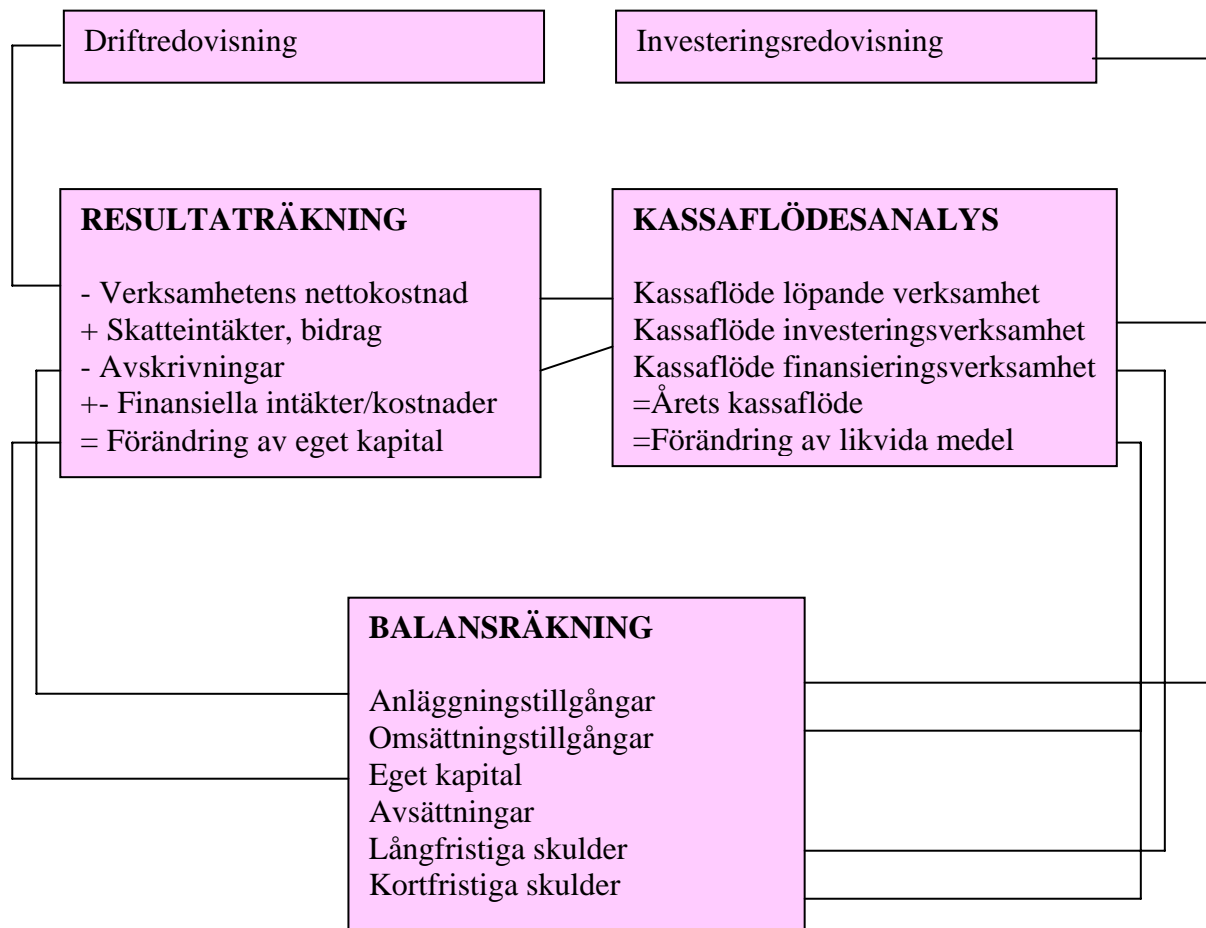 Driftredovisning
Investeringsredovisning
RESULTATRÄKNING
- Verksamhetens nettokostnad
+ Skatteintäkter, bidrag
- Avskrivningar
+- Finansiella intäkter/kostnader
= Förändring av eget kapital
KASSAFLÖDESANALYS
Kassaflöde löpande verksamhet
Kassaflöde investeringsverksamhet
Kassaflöde finansieringsverksamhet
=Årets kassaflöde
=Förändring av likvida medel
BALANSRÄKNING
Anläggningstillgångar
Omsättningstillgångar
Eget kapital
Avsättningar
Långfristiga skulder
Kortfristiga skulder